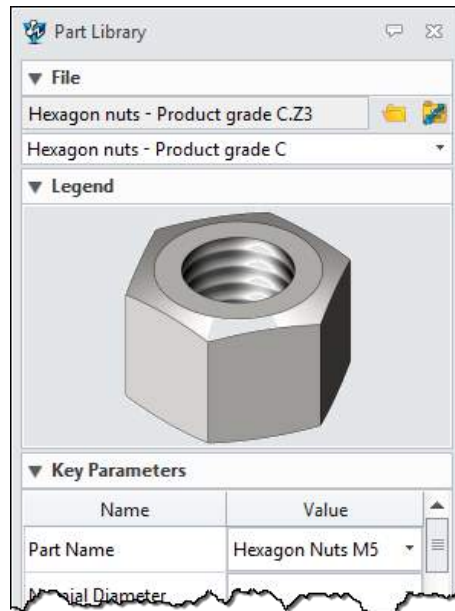 Part Library
File
Hexagon nuts - Product grade C.Z3
Hexagon nuts - Product grade C
Legend
Key Parameters
Name Value
Part Name Hexagon Nuts M5
Diameter